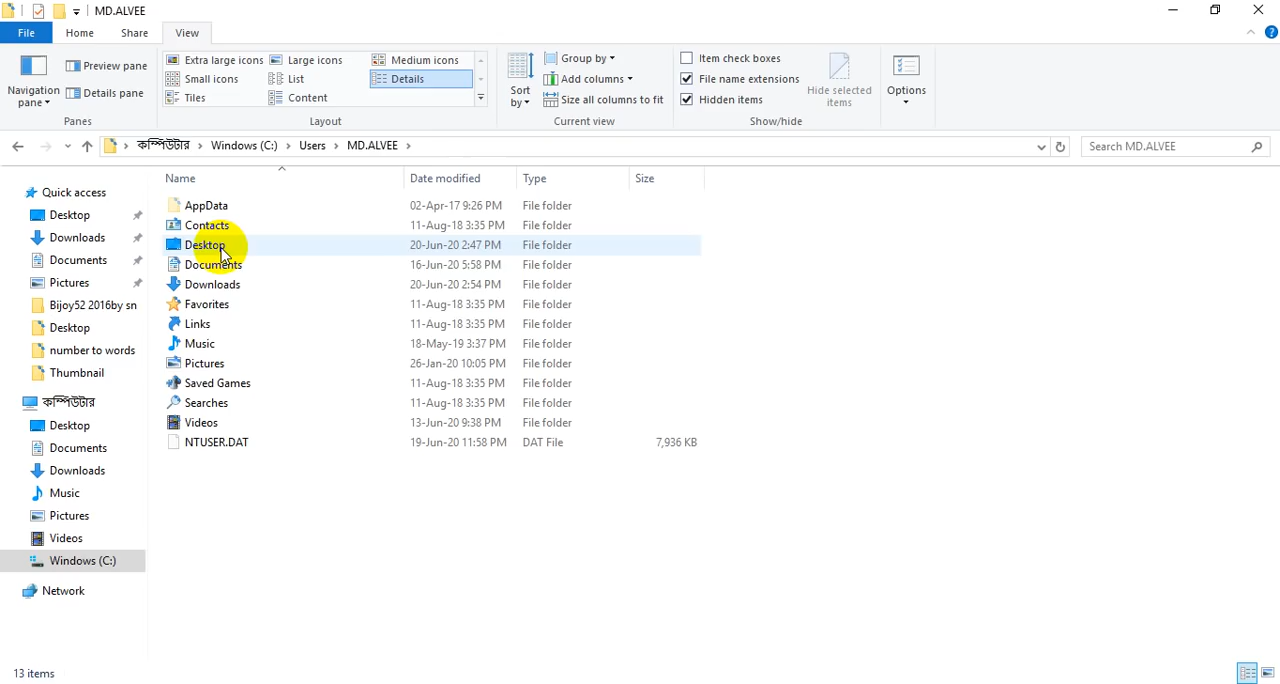 MD.ALVEE
File Home Share View
Navigation pane
Preview pane
Details pane
Panes
Extra large icons Large icons Medium icons
Small icons List Details
Tiles Content
Layout
Sort by
Group by
Add columns
Size all columns to fit
Current view
Item check boxes
File name extensions
Hidden items
Hide selected items
Show/hide
Options
কম্পিউটার Windows (C:) Users MD.ALVEE
Search MD.ALVEE
Quick access
Desktop
Downloads
Documents
Pictures
Bijoy52 2016by sn
Desktop
number to words
Thumbnail
কম্পিউটার
Desktop
Documents
Downloads
Music
Pictures
Videos
Windows (C:)
Network
Name Date modified Type Size
AppData 02-Apr-17 9:26 PM File folder
Contacts 11-Aug-18 3:35 PM File folder
Desktop 20-Jun-20 2:47 PM File folder
Documents 16-Jun-20 5:58 PM File folder
Downloads 20-Jun-20 2:54 PM File folder
Favorites 11-Aug-18 3:35 PM File folder
Links 11-Aug-18 3:35 PM File folder
Music 18-May-19 3:37 PM File folder
Pictures 26-Jan-20 10:05 PM File folder
Saved Games 11-Aug-18 3:35 PM File folder
Searches 11-Aug-18 3:35 PM File folder
Videos 13-Jun-20 9:38 PM File folder
NTUSER.DAT 19-Jun-20 11:58 PM DAT File 7,936 KB
13 items